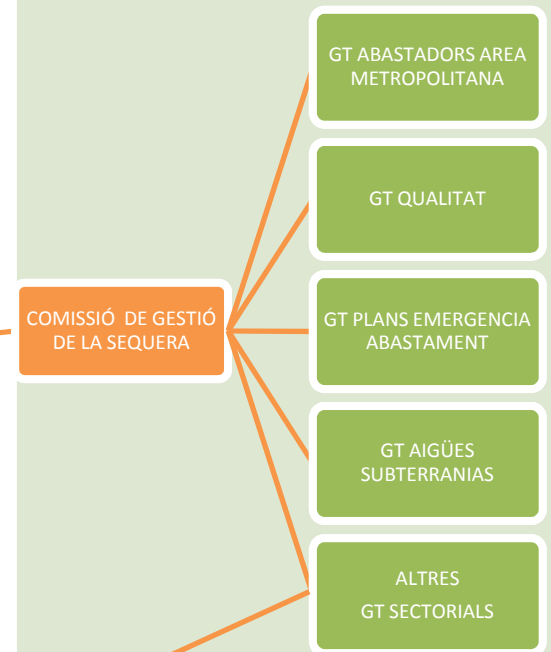 GT ABASTADORS AREA
METROPOLITANA
GT QUALITAT
COMISSIÓ DE GESTIÓ
DE LA SEQUERA
GT PLANS EMERGENCIA
ABASTAMENT
GT AIGÜES
SUBTERRANIAS
ALTRES
GT SECTORIALS